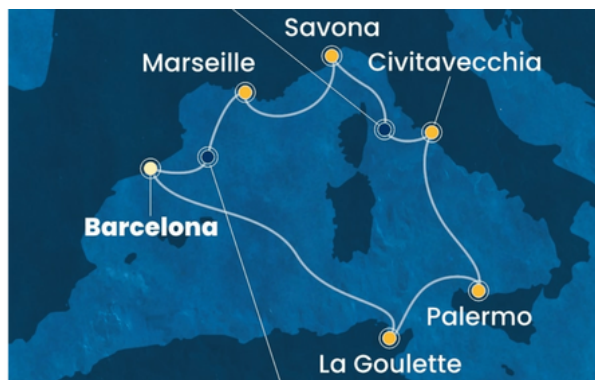 Savona
Marseille
Civitavecchia
Barcelona
Palermo
La Goulette